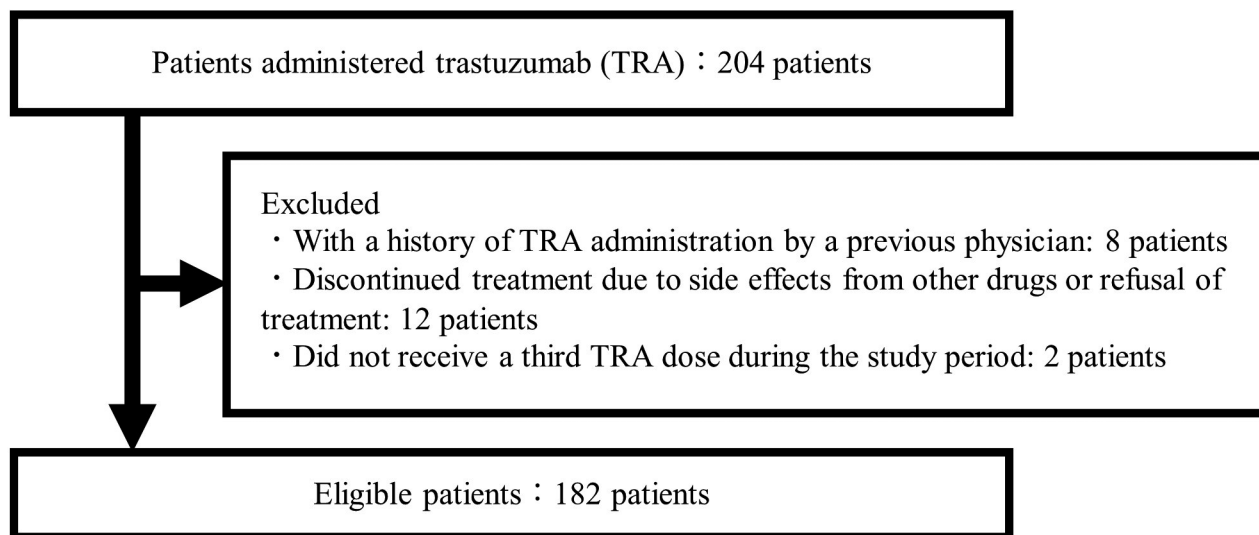 Patients administered trastuzumab (TRA)：204 patients
Excluded
・With a history of TRA administration by a previous physician: 8 patients
・Discontinued treatment due to side effects from other drugs or refusal of
treatment: 12 patients
・Did not receive a third TRA dose during the study period: 2 patients
Eligible patients：182 patients